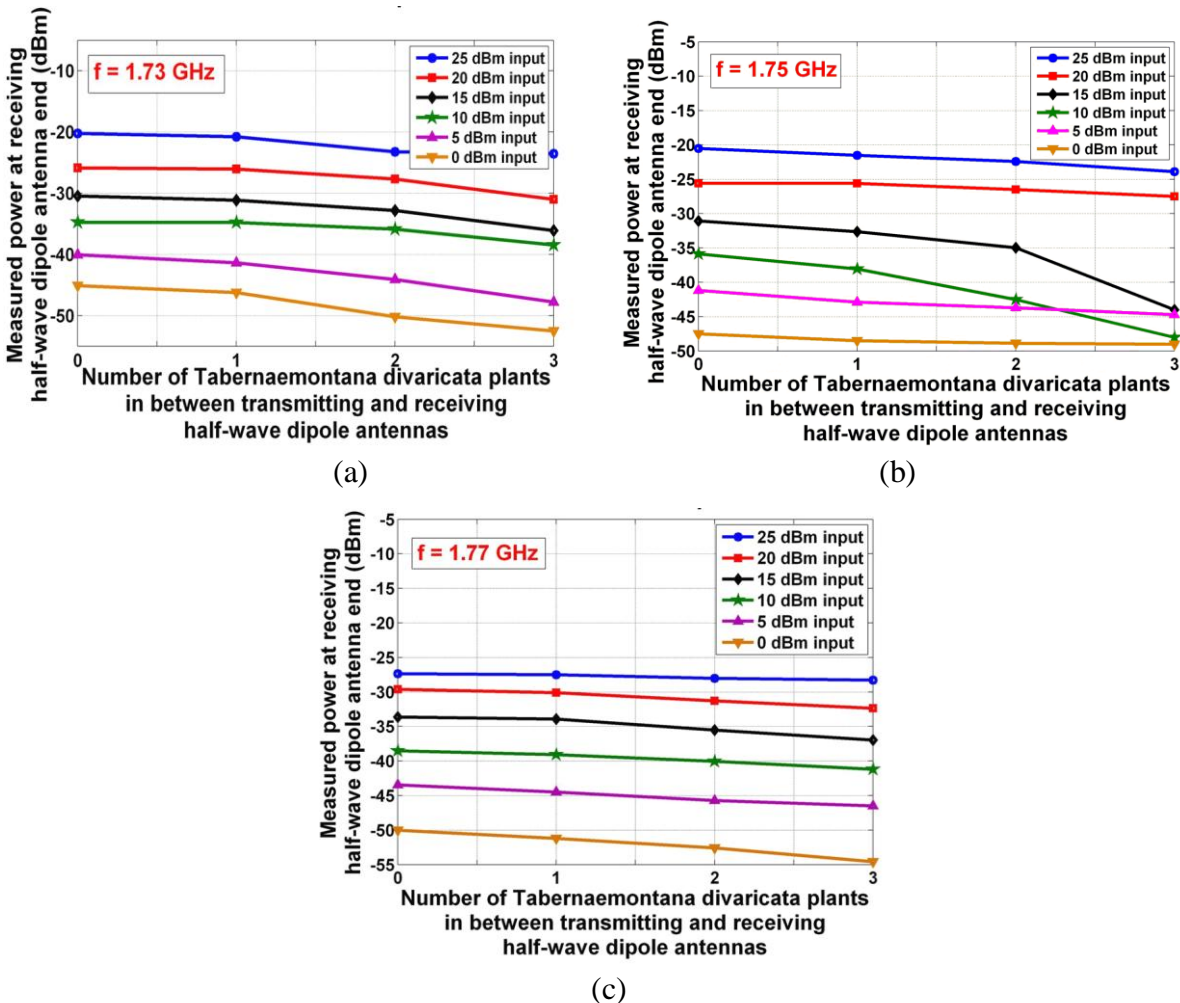 Measured power at receiving
half-wave dipole antenna end (dBm)
-10
-20
-30
-40
-50
f = 1.73 GHz
25 dBm input
20 dBm input
15 dBm input
10 dBm input
5 dBm input
0 dBm input
0 1 2 3
Number of Tabernaemontana divaricata plants
in between transmitting and receiving
half-wave dipole antennas
(a)
Measured power at receiving
half-wave dipole antenna end (dBm)
-5
-10
-15
-20
-25
-30
-35
-40
-45
-50
f = 1.75 GHz
25 dBm input
20 dBm input
15 dBm input
10 dBm input
5 dBm input
0 dBm input
0 1 2 3
Number of Tabernaemontana divaricata plants
in between transmitting and receiving
half-wave dipole antennas
(b)
Measured power at receiving
half-wave dipole antenna end (dBm)
-5
-10
-15
-20
-25
-30
-35
-40
-45
-50
-55
f = 1.77 GHz
25 dBm input
20 dBm input
15 dBm input
10 dBm input
5 dBm input
0 dBm input
0 1 2 3
Number of Tabernaemontana divaricata plants
in between transmitting and receiving
half-wave dipole antennas
(c)